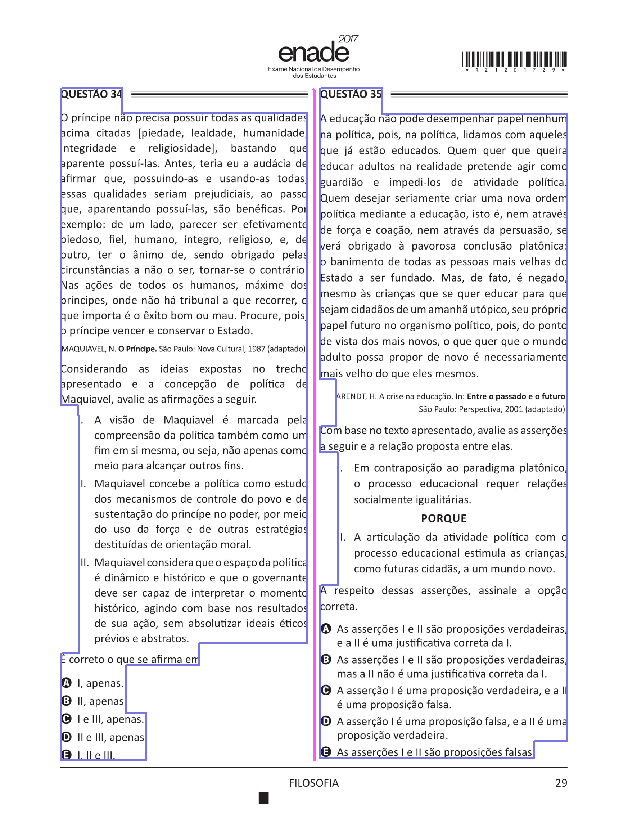 enade 2017
Exame Nacional de Desempenho
dos Estudantes
*R21201729*
QUESTÃO 34
O príncipe não precisa possuir todas as qualidades
acima citadas [piedade, lealdade, humanidade,
integridade e religiosidade], bastando que
aparente possuí-las. Antes, teria eu a audácia de
afirmar que, possuindo-as e usando-as todas,
essas qualidades seriam prejudiciais, ao passo
que, aparentando possuí-las, são benéficas. Por
exemplo: de um lado, parecer ser efetivamente
piedoso, fiel, humano, íntegro, religioso, e, de
outro, ter o ânimo de, sendo obrigado pelas
circunstâncias a não o ser, tornar-se o contrário.
Nas ações de todos os humanos, máxime dos
príncipes, onde não há tribunal a que recorrer, o
que importa é o êxito bom ou mau. Procure, pois,
o príncipe vencer e conservar o Estado.
MAQUIAVEL, N. O Príncipe. São Paulo: Nova Cultural, 1987 (adaptado).
Considerando as ideias expostas no trecho
apresentado e a concepção de política de
Maquiavel, avalie as afirmações a seguir.
I. A visão de Maquiavel é marcada pela
compreensão da política também como um
fim em si mesma, ou seja, não apenas como
meio para alcançar outros fins.
II. Maquiavel concebe a política como estudo
dos mecanismos de controle do povo e de
sustentação do princípe no poder, por meio
do uso da força e de outras estratégias
destituídas de orientação moral.
III. Maquiavel considera que o espaço da política
é dinâmico e histórico e que o governante
deve ser capaz de interpretar o momento
histórico, agindo com base nos resultados
de sua ação, sem absolutizar ideais éticos
prévios e abstratos.
É correto o que se afirma em
A I, apenas.
B II, apenas.
C I e III, apenas.
D II e III, apenas.
E I, II e III.
QUESTÃO 35
A educação não pode desempenhar papel nenhum
na política, pois, na política, lidamos com aqueles
que já estão educados. Quem quer que queira
educar adultos na realidade pretende agir como
guardião e impedi-los de atividade política.
Quem desejar seriamente criar uma nova ordem
política mediante a educação, isto é, nem através
de força e coação, nem através da persuasão, se
verá obrigado à pavorosa conclusão platônica:
o banimento de todas as pessoas mais velhas do
Estado a ser fundado. Mas, de fato, é negado,
mesmo às crianças que se quer educar para que
sejam cidadãos de um amanhã utópico, seu próprio
papel futuro no organismo político, pois, do ponto
de vista dos mais novos, o que quer que o mundo
adulto possa propor de novo é necessariamente
mais velho do que eles mesmos.
ARENDT, H. A crise na educação. In: Entre o passado e o futuro.
São Paulo: Perspectiva, 2001 (adaptado).
Com base no texto apresentado, avalie as asserções
a seguir e a relação proposta entre elas.
I. Em contraposição ao paradigma platônico,
o processo educacional requer relações
socialmente igualitárias.
PORQUE
II. A articulação da atividade política com o
processo educacional estimula as crianças,
como futuras cidadãs, a um mundo novo.
A respeito dessas asserções, assinale a opção
correta.
A As asserções I e II são proposições verdadeiras,
e a II é uma justificativa correta da I.
B As asserções I e II são proposições verdadeiras,
mas a II não é uma justificativa correta da I.
C A asserção I é uma proposição verdadeira, e a II
é uma proposição falsa.
D A asserção I é uma proposição falsa, e a II é uma
proposição verdadeira.
E As asserções I e II são proposições falsas.
FILOSOFIA
29